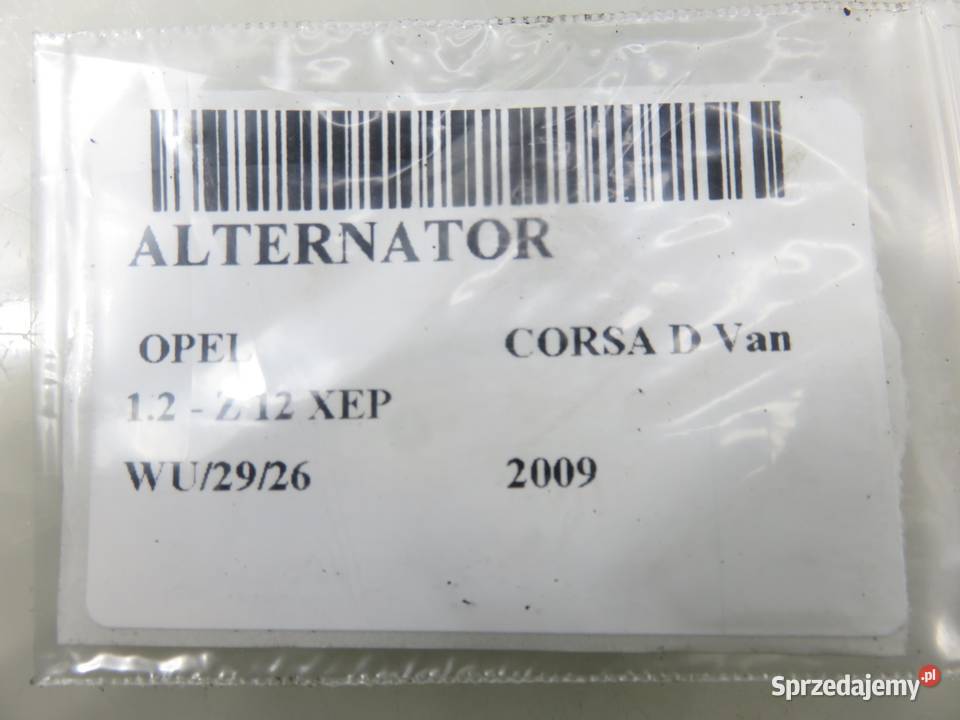 ALTERNATOR
OPEL CORSA D Van
1.2 - Z 12 XEP
WU/29/26 2009
Sprzedajemy.pl